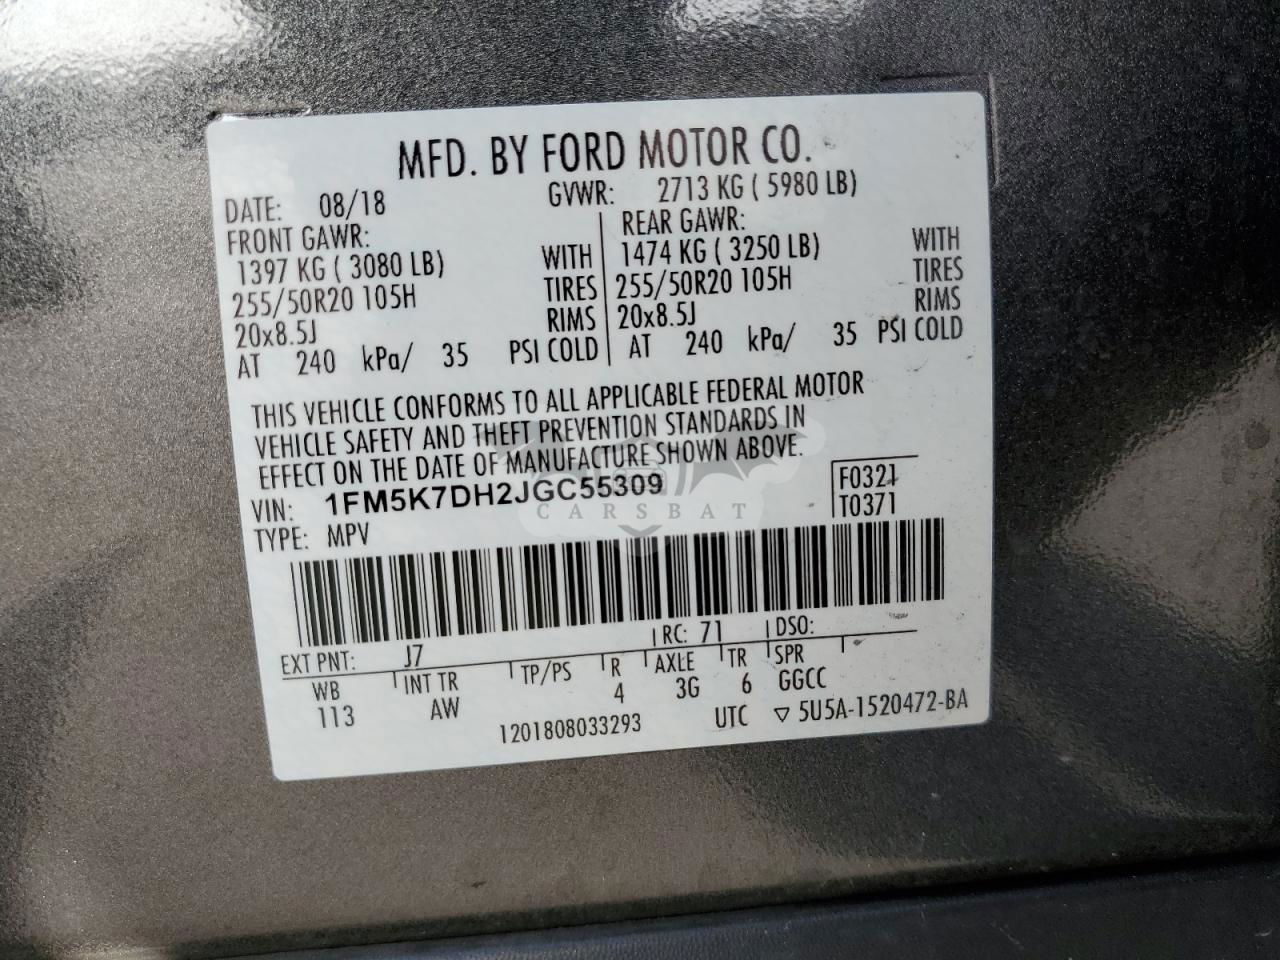 MFD. BY FORD MOTOR CO.
DATE: 08/18 GVWR: 2713 KG ( 5980 LB)
FRONT GAWR: REAR GAWR:
1397 KG ( 3080 LB) WITH 1474 KG ( 3250 LB) WITH
255/50R20 105H TIRES 255/50R20 105H TIRES
20x8.5J RIMS 20x8.5J RIMS
AT 240 kPa/ 35 PSI COLD AT 240 kPa/ 35 PSI COLD
THIS VEHICLE CONFORMS TO ALL APPLICABLE FEDERAL MOTOR
VEHICLE SAFETY AND THEFT PREVENTION STANDARDS IN
EFFECT ON THE DATE OF MANUFACTURE SHOWN ABOVE.
VIN: 1FM5K7DH2JGC55309 F0321
CARSBAT
TYPE: MPV T0371
EXT PNT: J7 RC: 71 DSO:
WB INT TR TP/PS R AXLE TR SPR
113 AW 4 3G 6 GGCC
1201808033293 UTC ▽ 5U5A-1520472-BA